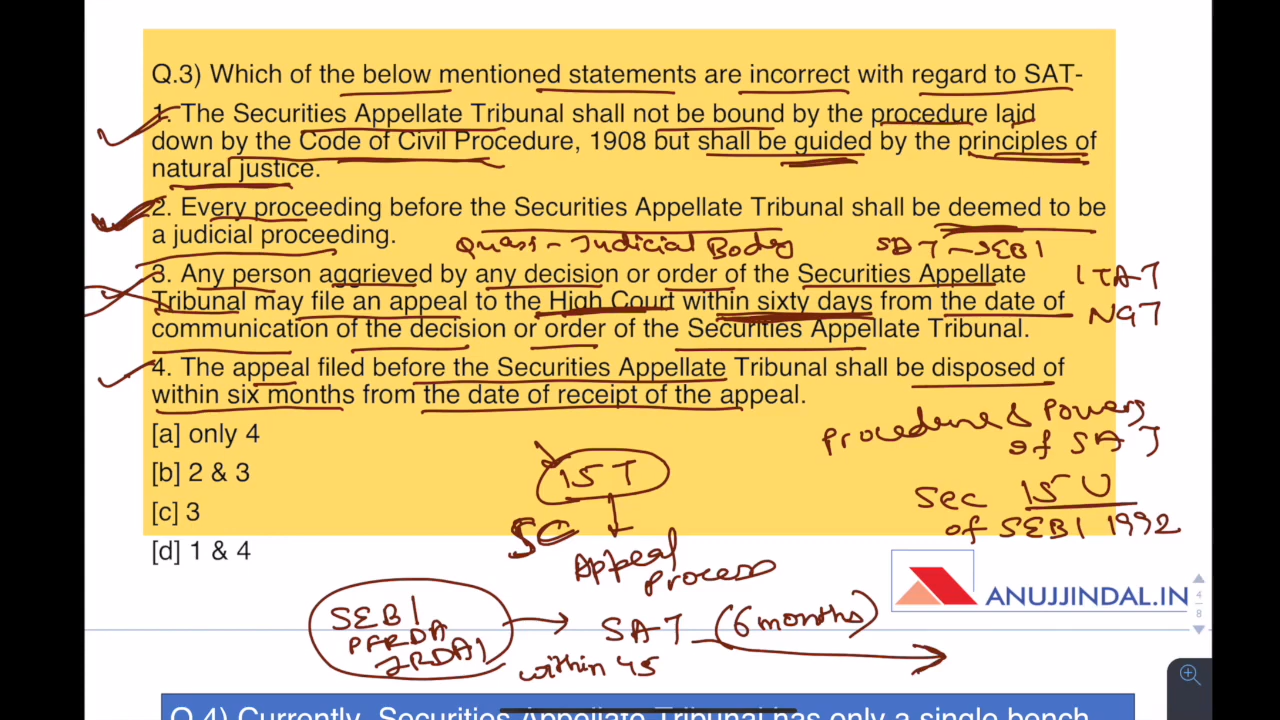 Q.3) Which of the below mentioned statements are incorrect with regard to SAT-
1. The Securities Appellate Tribunal shall not be bound by the procedure laid
down by the Code of Civil Procedure, 1908 but shall be guided by the principles of
natural justice.
2. Every proceeding before the Securities Appellate Tribunal shall be deemed to be
a judicial proceeding.
Quasi-Judicial Body
SAT-SEBI
3. Any person aggrieved by any decision or order of the Securities Appellate
ITAT
Tribunal may file an appeal to the High Court within sixty days from the date of
NGT
communication of the decision or order of the Securities Appellate Tribunal.
4. The appeal filed before the Securities Appellate Tribunal shall be disposed of
within six months from the date of receipt of the appeal.
[a] only 4
[b] 2 & 3
[c] 3
[d] 1 & 4
Procedure & Powers
of SAT
Sec 15U
of SEBI 1992
15T
SC
Appeal
process
ANUJJINDAL.IN
4
8
SEBI
PFRDA
IRDAI
SAT (6 months)
within 45
Q.4) Currently, Securities Appellate Tribunal has only a single bench